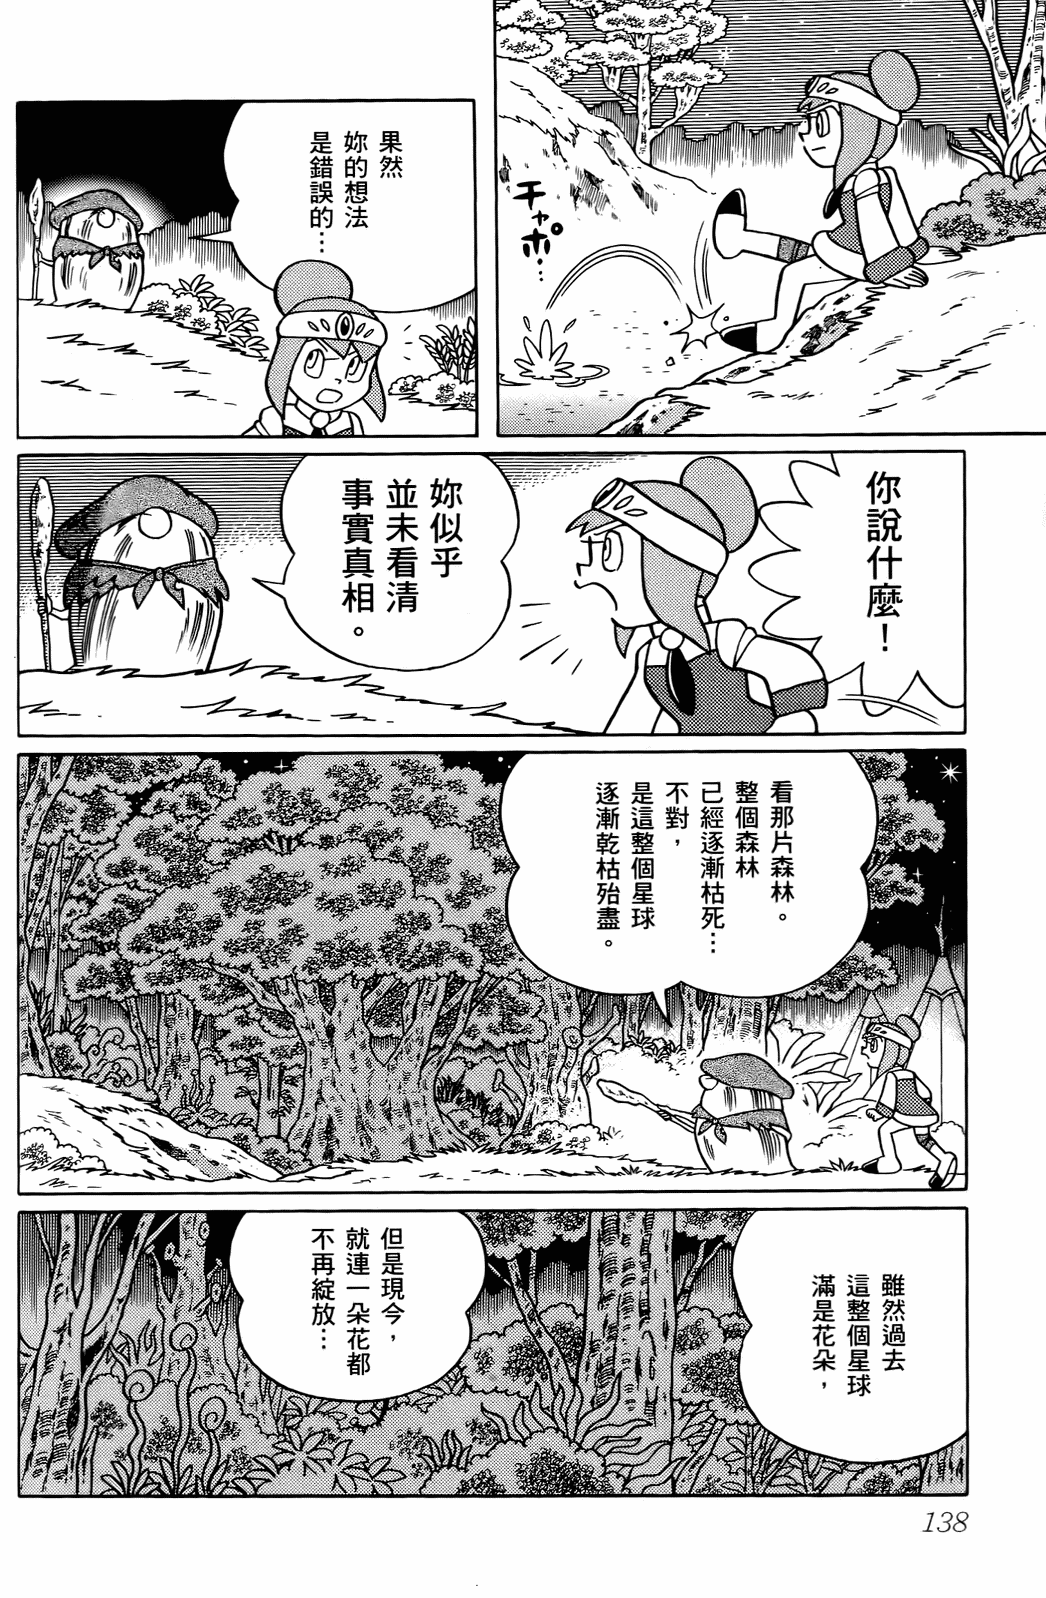 チャポ…
果然
妳的想法
是錯誤的…
你說什麼！
妳似乎
並未看清
事實真相。
看那片森林。
整個森林
已經逐漸枯死…
不對，
是這整個星球
逐漸乾枯殆盡。
雖然過去
這整個星球
滿是花朵，
但是現今，
就連一朵花都
不再綻放…
138